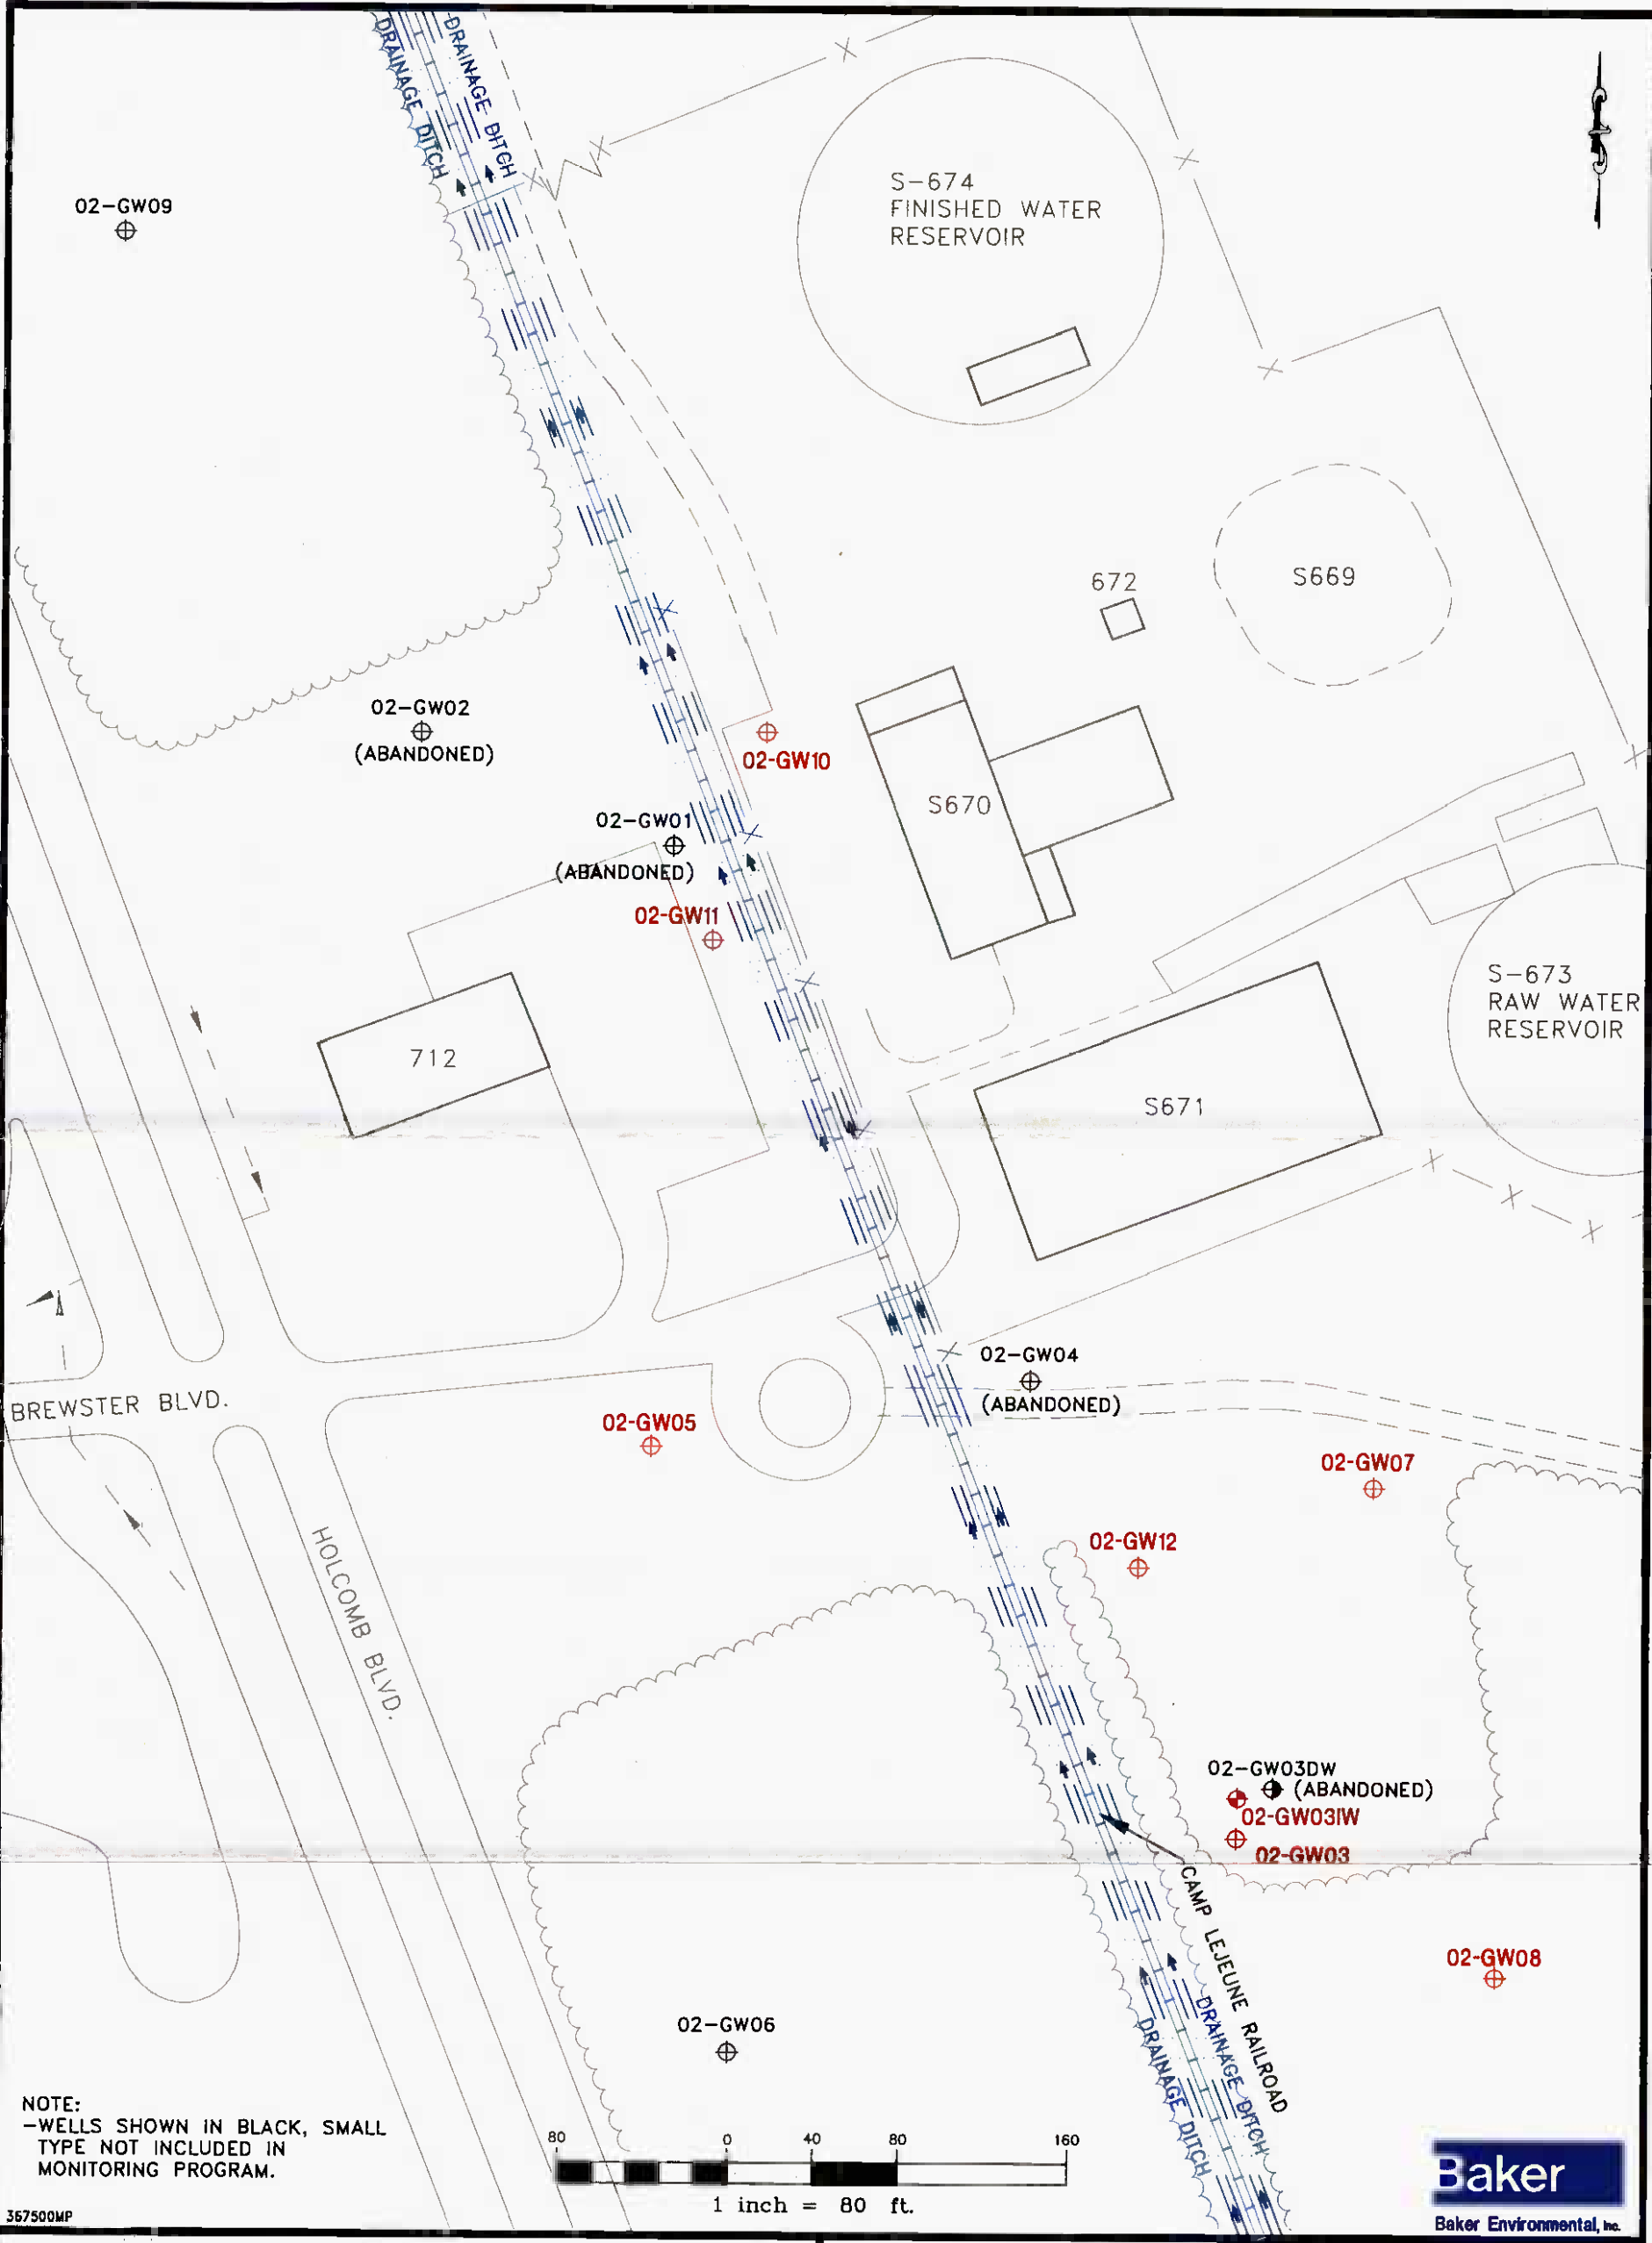 DRAINAGE DITCH
DRAINAGE DITCH
02-GW09
S-674
FINISHED WATER
RESERVOIR
672
S669
02-GW02
(ABANDONED)
02-GW10
S670
02-GW01
(ABANDONED)
02-GW11
S-673
RAW WATER
RESERVOIR
712
S671
02-GW04
(ABANDONED)
BREWSTER BLVD.
02-GW05
02-GW07
HOLCOMB BLVD.
02-GW12
02-GW03DW
(ABANDONED)
02-GW03IW
02-GW03
CAMP LEJEUNE RAILROAD
02-GW08
02-GW06
DRAINAGE DITCH
DRAINAGE DITCH
NOTE:
-WELLS SHOWN IN BLACK, SMALL
TYPE NOT INCLUDED IN
MONITORING PROGRAM.
80 0 40 80 160
1 inch = 80 ft.
Baker
Baker Environmental, Inc.
367500MP